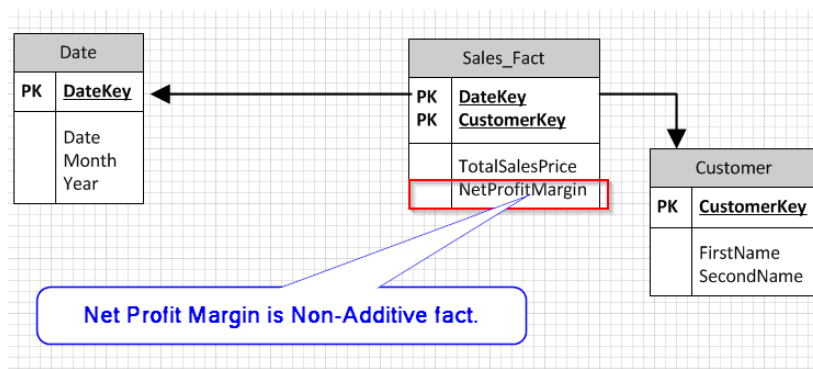 Date
PK DateKey
Date
Month
Year
Sales_Fact
PK DateKey
PK CustomerKey
TotalSalesPrice
NetProfitMargin
Customer
PK CustomerKey
FirstName
SecondName
Net Profit Margin is Non-Additive fact.